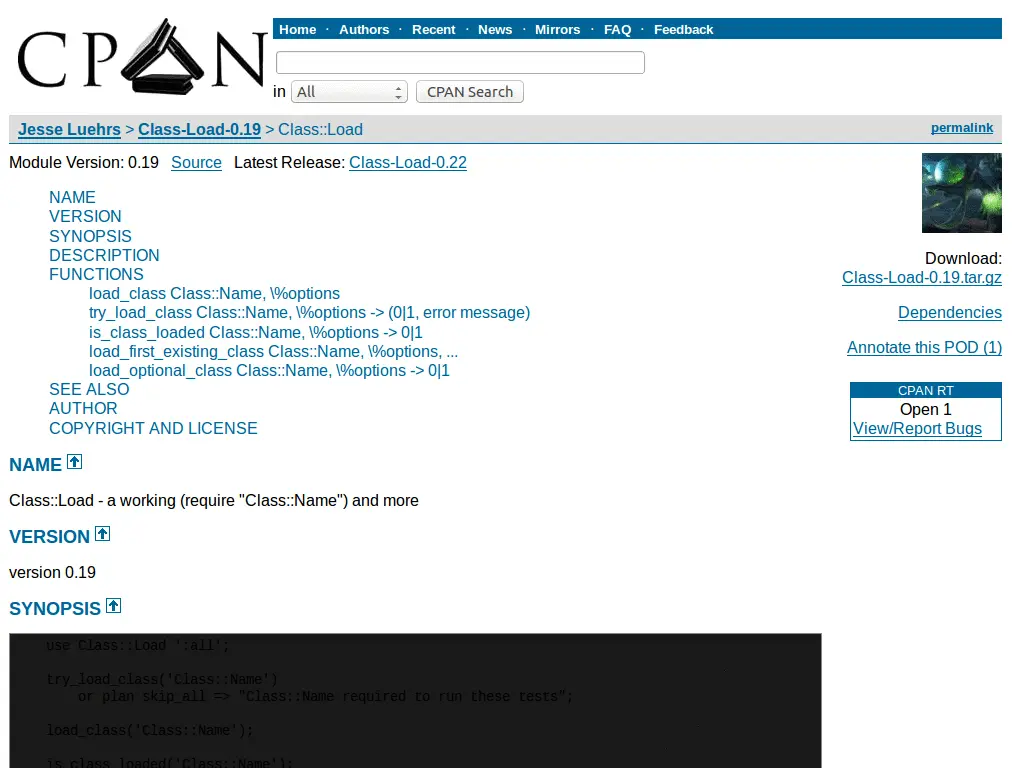 CPAN
Home · Authors · Recent · News · Mirrors · FAQ · Feedback
in All CPAN Search
Jesse Luehrs > Class-Load-0.19 > Class::Load
permalink
Module Version: 0.19 Source Latest Release: Class-Load-0.22
NAME
VERSION
SYNOPSIS
DESCRIPTION
FUNCTIONS
load_class Class::Name, \%options
try_load_class Class::Name, \%options -> (0|1, error message)
is_class_loaded Class::Name, \%options -> 0|1
load_first_existing_class Class::Name, \%options, ...
load_optional_class Class::Name, \%options -> 0|1
SEE ALSO
AUTHOR
COPYRIGHT AND LICENSE
Download:
Class-Load-0.19.tar.gz
Dependencies
Annotate this POD (1)
CPAN RT
Open 1
View/Report Bugs
NAME
Class::Load - a working (require "Class::Name") and more
VERSION
version 0.19
SYNOPSIS
use Class::Load ':all';
try_load_class('Class::Name')
or plan skip_all => "Class::Name required to run these tests";
load_class('Class::Name');
is_class_loaded('Class::Name');